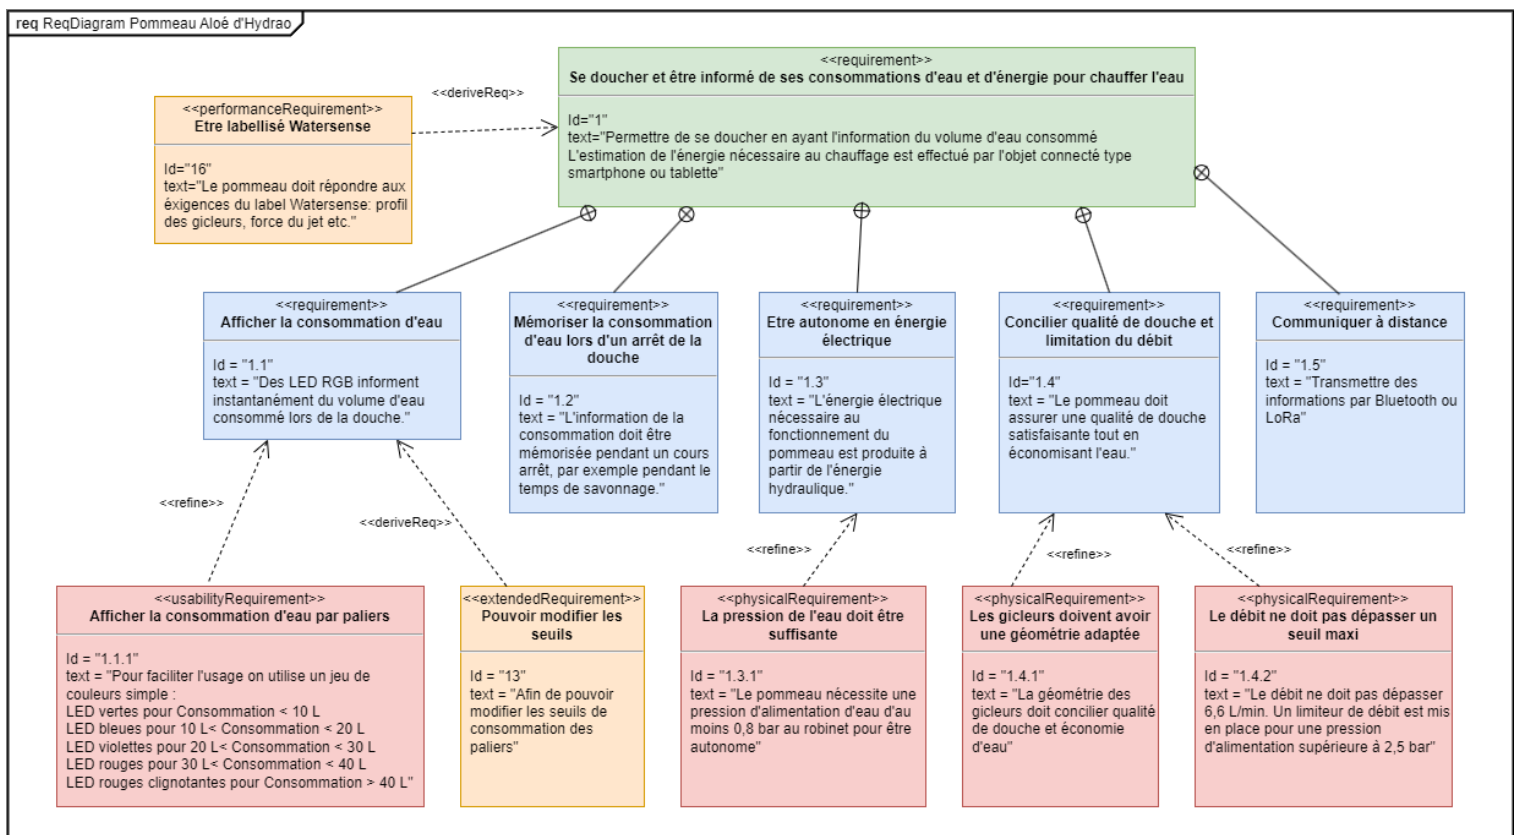 req ReqDiagram Pommeau Aloé d'Hydrao
<<requirement>>
Se doucher et être informé de ses consommations d'eau et d'énergie pour chauffer l'eau
Id="1"
text="Permettre de se doucher en ayant l'information du volume d'eau consommé
L'estimation de l'énergie nécessaire au chauffage est effectué par l'objet connecté type
smartphone ou tablette"
<<deriveReq>>
<<performanceRequirement>>
Etre labellisé Watersense
Id="16"
text="Le pommeau doit répondre aux
éxigences du label Watersense: profil
des gicleurs, force du jet etc."
<<requirement>>
Afficher la consommation d'eau
Id = "1.1"
text = "Des LED RGB informent
instantanément du volume d'eau
consommé lors de la douche."
<<requirement>>
Mémoriser la consommation
d'eau lors d'un arrêt de la
douche
Id = "1.2"
text = "L'information de la
consommation doit être
mémorisée pendant un cours
arrêt, par exemple pendant le
temps de savonnage."
<<requirement>>
Etre autonome en énergie
électrique
Id = "1.3"
text = "L'énergie électrique
nécessaire au
fonctionnement du
pommeau est produite à
partir de l'énergie
hydraulique."
<<requirement>>
Concilier qualité de douche et
limitation du débit
Id="1.4"
text = "Le pommeau doit
assurer une qualité de douche
satisfaisante tout en
économisant l'eau."
<<requirement>>
Communiquer à distance
Id = "1.5"
text = "Transmettre des
informations par Bluetooth ou
LoRa"
<<refine>>
<<deriveReq>>
<<refine>>
<<refine>>
<<refine>>
<<usabilityRequirement>>
Afficher la consommation d'eau par paliers
Id = "1.1.1"
text = "Pour faciliter l'usage on utilise un jeu de
couleurs simple :
LED vertes pour Consommation < 10 L
LED bleues pour 10 L< Consommation < 20 L
LED violettes pour 20 L< Consommation < 30 L
LED rouges pour 30 L< Consommation < 40 L
LED rouges clignotantes pour Consommation > 40 L"
<<extendedRequirement>>
Pouvoir modifier les
seuils
Id = "13"
text = "Afin de pouvoir
modifier les seuils de
consommation des
paliers"
<<physicalRequirement>>
La pression de l'eau doit être
suffisante
Id = "1.3.1"
text = "Le pommeau nécessite une
pression d'alimentation d'eau d'au
moins 0,8 bar au robinet pour être
autonome"
<<physicalRequirement>>
Les gicleurs doivent avoir
une géométrie adaptée
Id = "1.4.1"
text = "La géométrie des
gicleurs doit concilier qualité
de douche et économie
d'eau"
<<physicalRequirement>>
Le débit ne doit pas dépasser un
seuil maxi
Id = "1.4.2"
text = "Le débit ne doit pas dépasser
6,6 L/min. Un limiteur de débit est mis
en place pour une pression
d'alimentation supérieure à 2,5 bar"